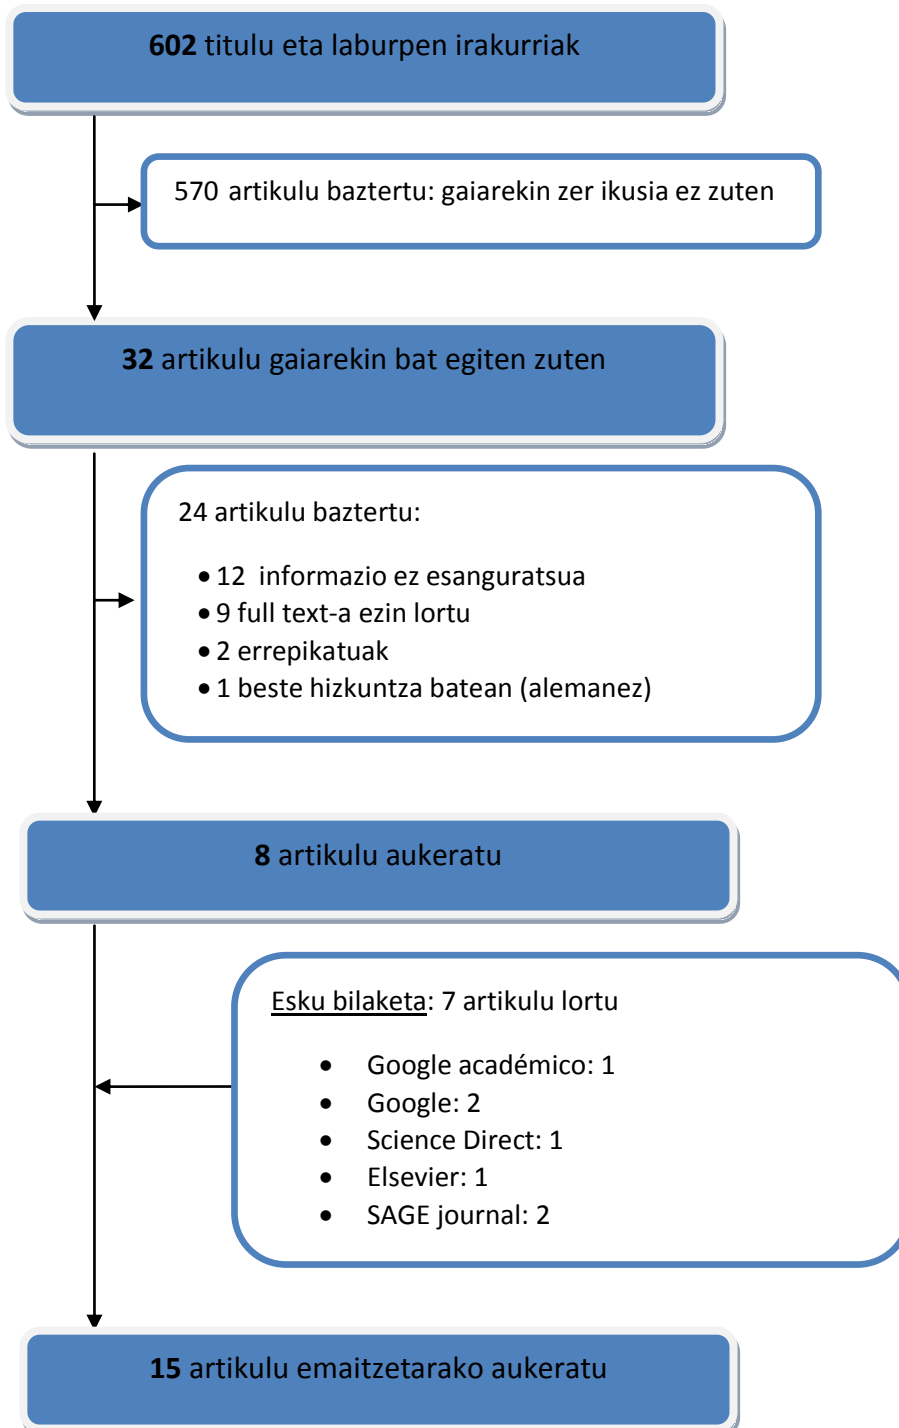 602 titulu eta laburpen irakurriak
570 artikulu baztertu: gaiarekin zer ikusia ez zuten
32 artikulu gaiarekin bat egiten zuten
24 artikulu baztertu:
• 12 informazio ez esanguratsua
• 9 full text-a ezin lortu
• 2 errepikatuak
• 1 beste hizkuntza batean (alemanez)
8 artikulu aukeratu
Esku bilaketa: 7 artikulu lortu
• Google académico: 1
• Google: 2
• Science Direct: 1
• Elsevier: 1
• SAGE journal: 2
15 artikulu emaitzetarako aukeratu